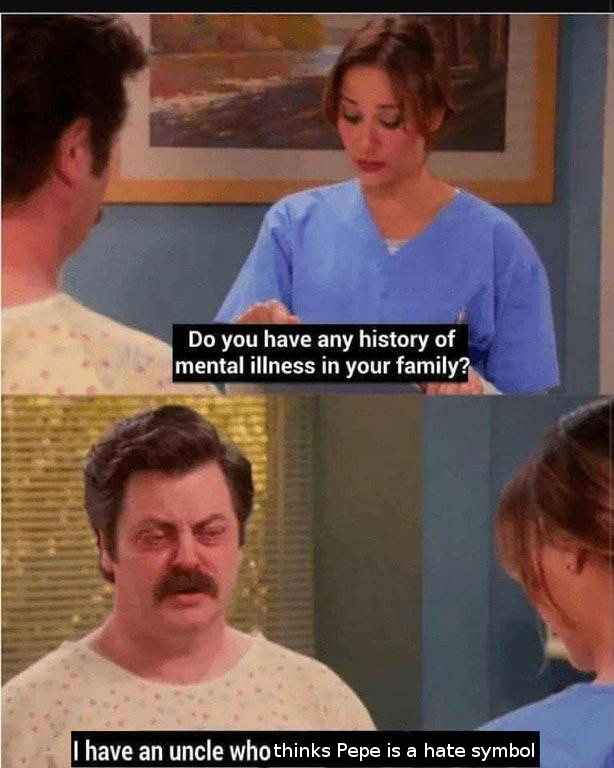 Do you have any history of
mental illness in your family?
I have an uncle who thinks Pepe is a hate symbol